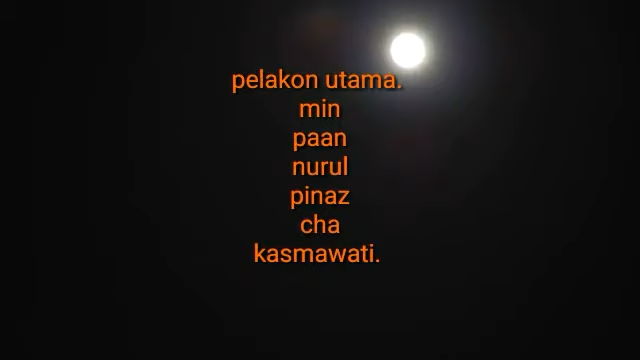 pelakon utama.
min
paan
nurul
pinaz
cha
kasmawati.